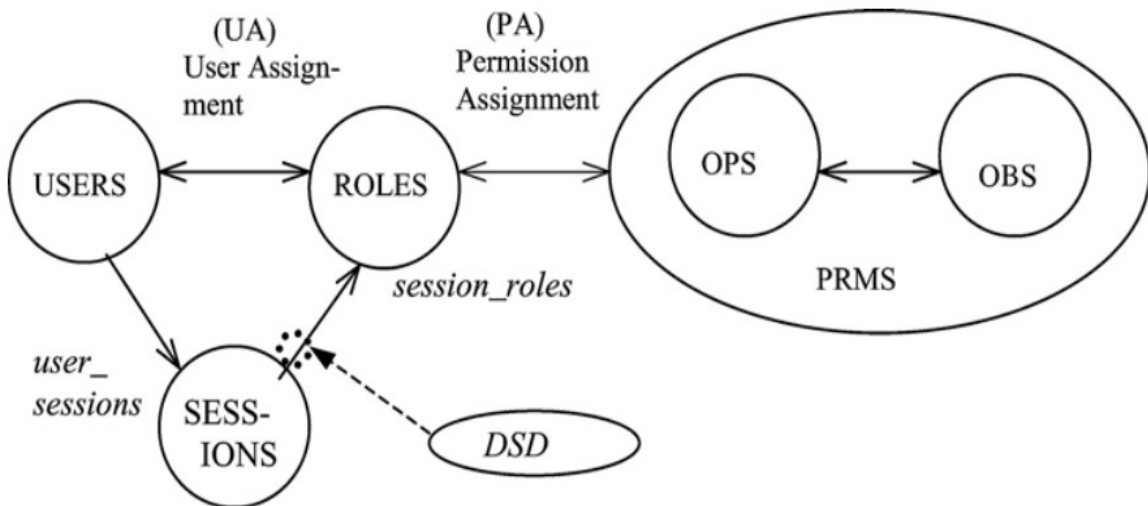 (UA)
User Assign-
ment
(PA)
Permission
Assignment
USERS
ROLES
OPS
OBS
PRMS
session_roles
user_
sessions
SESS-
IONS
DSD